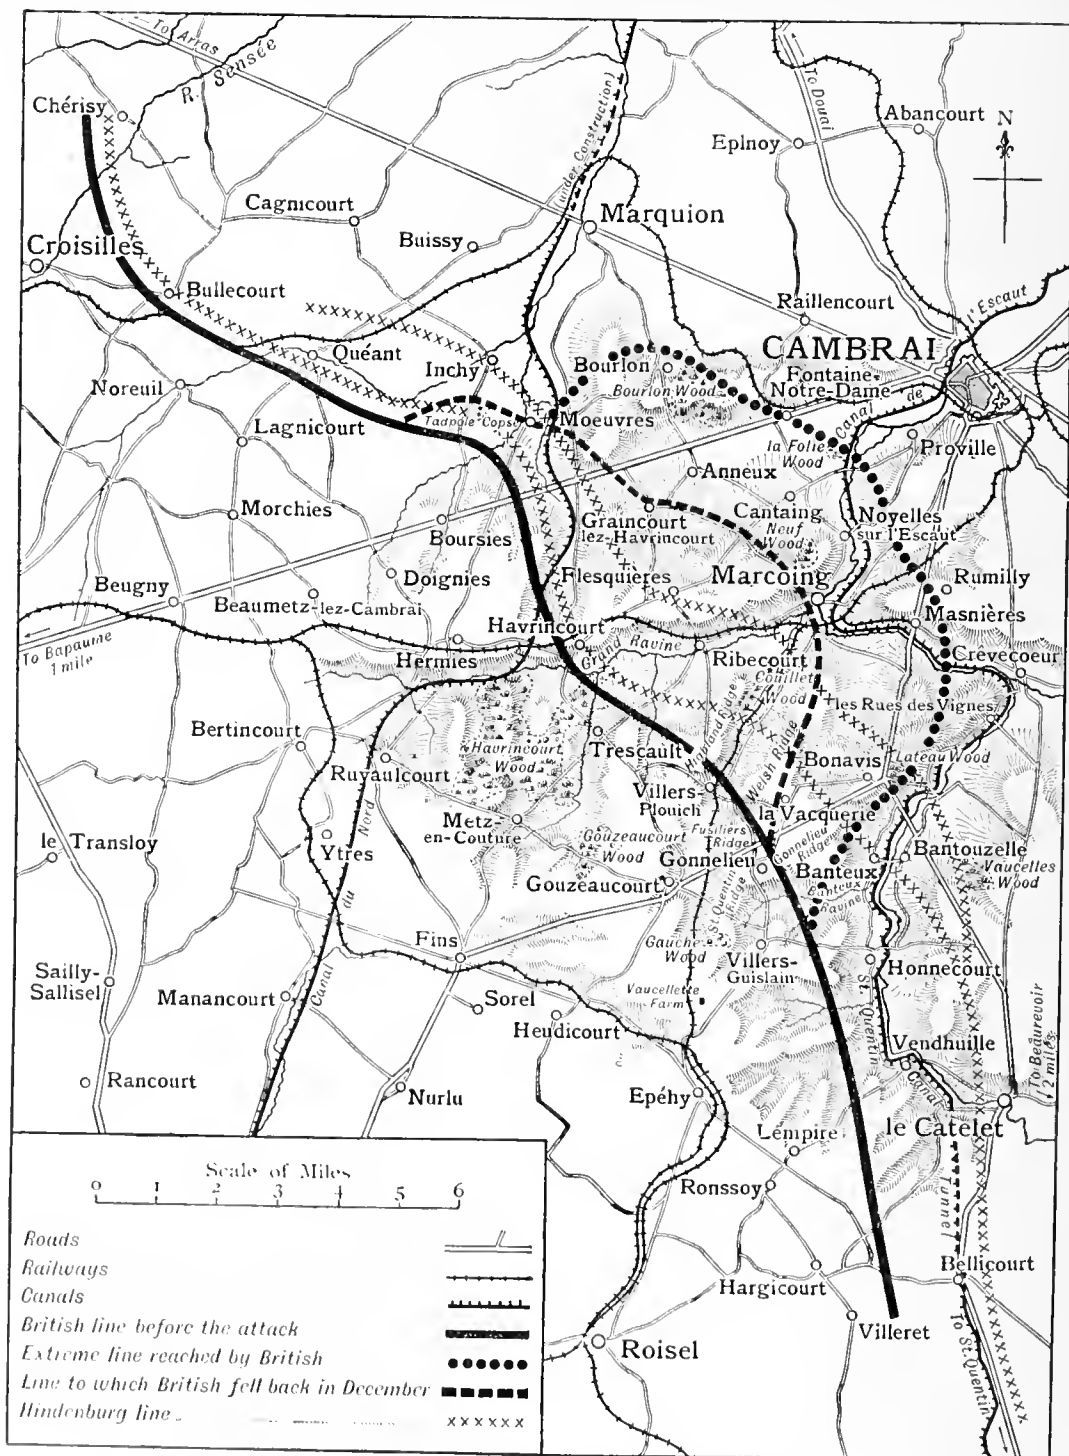 To Arras
R. Sensée
Chérisy
(under Construction)
To Douai
Abancourt
Eplnoy
N
Cagnicourt
Marquion
Buissy
Croisilles
Bullecourt
Raillencourt
l'Escaut
Quéant
Inchy
CAMBRAI
Noreuil
Bourlon
Bourlon Wood
Fontaine-
Notre-Dame
Canal de
Tadpole Copse
Moeuvres
Lagnicourt
la Folie
Wood
Proville
Anneux
Morchies
Boursies
Graincourt
lez-Havrincourt
Cantaing
Neuf
Wood
Noyelles
sur l'Escaut
Doignies
Flesquières
Marcoing
Rumilly
Beugny
Beaumetz-lez-Cambrai
Masnières
To Bapaume
1 mile
Havrincourt
Hermies
Grand Ravine
Ribecourt
Crèvecoeur
Couillet
Wood
les Rues des Vignes
Highland Ridge
Bertincourt
Havrincourt
Wood
Trescault
Welsh Ridge
Bonavis
Lateau Wood
Ruyaulcourt
Villers-
Plouich
la Vacquerie
Metz-
en-Couture
Gouzeaucourt
Wood
Fusiliers
Ridge
Gonnelieu
Ridge
le Transloy
Ytres
Nord
Gonnelieu
Bantouzelle
Banteux
Vaucelles
Wood
Gouzeaucourt
Banteux
Ravine
St. Quentin
Ridge
du
Fins
Gauche
Wood
Villers-
Guislain
Honnecourt
Sailly-
Sallisel
Manancourt
Canal
Sorel
Vaucellette
Farm
Heudicourt
St. Quentin
Canal
Vendhuille
To Beaurevoir
2 miles
Rancourt
Nurlu
Epéhy
le Catelet
Lempire
Tunnel
Ronssoy
Hargicourt
Bellicourt
Villeret
To St. Quentin
Roisel
Scale of Miles
0 1 2 3 4 5 6
Roads
Railways
Canals
British line before the attack
Extreme line reached by British
Line to which British fell back in December
Hindenburg line